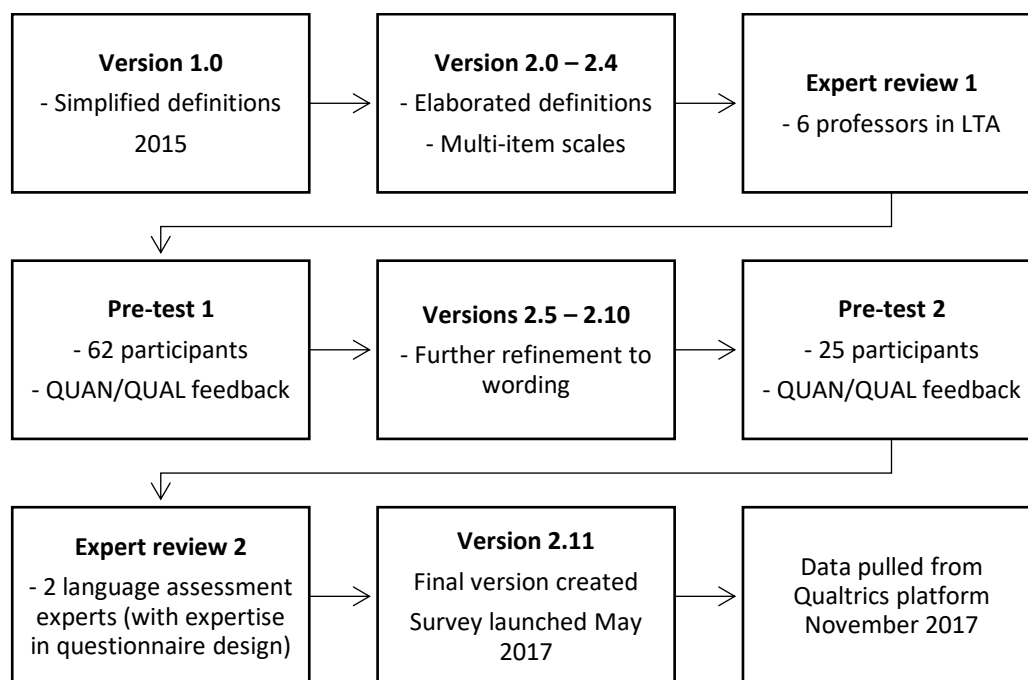 Version 1.0
- Simplified definitions
2015
Version 2.0 – 2.4
- Elaborated definitions
- Multi-item scales
Expert review 1
- 6 professors in LTA
Pre-test 1
- 62 participants
- QUAN/QUAL feedback
Versions 2.5 – 2.10
- Further refinement to
wording
Pre-test 2
- 25 participants
- QUAN/QUAL feedback
Expert review 2
- 2 language assessment
experts (with expertise
in questionnaire design)
Version 2.11
Final version created
Survey launched May
2017
Data pulled from
Qualtrics platform
November 2017